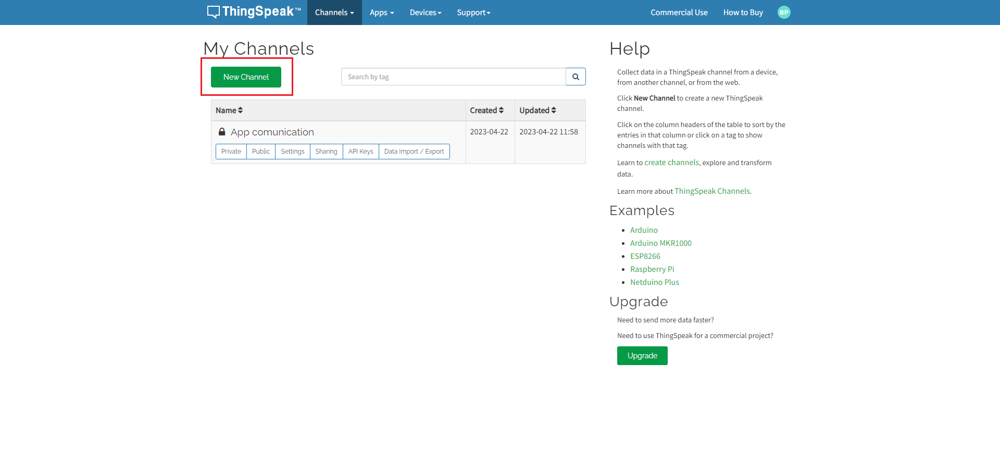 ThingSpeak™ Channels Apps Devices Support Commercial Use How to Buy BP
My Channels
New Channel
Search by tag
Name Created Updated
App comunication 2023-04-22 2023-04-22 11:58
Private Public Settings Sharing API Keys Data Import / Export
Help
Collect data in a ThingSpeak channel from a device,
from another channel, or from the web.
Click New Channel to create a new ThingSpeak
channel.
Click on the column headers of the table to sort by the
entries in that column or click on a tag to show
channels with that tag.
Learn to create channels, explore and transform
data.
Learn more about ThingSpeak Channels.
Examples
Arduino
Arduino MKR1000
ESP8266
Raspberry Pi
Netduino Plus
Upgrade
Need to send more data faster?
Need to use ThingSpeak for a commercial project?
Upgrade